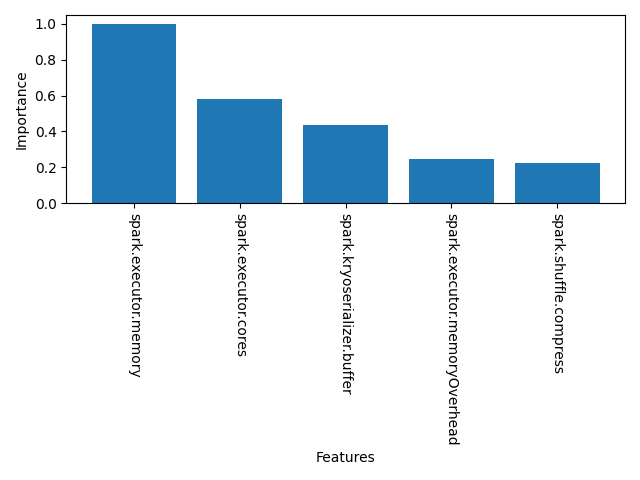 1.0
0.8
0.6
0.4
0.2
0.0
Importance
spark.executor.memory
spark.executor.cores
spark.kryoserializer.buffer
spark.executor.memoryOverhead
spark.shuffle.compress
Features